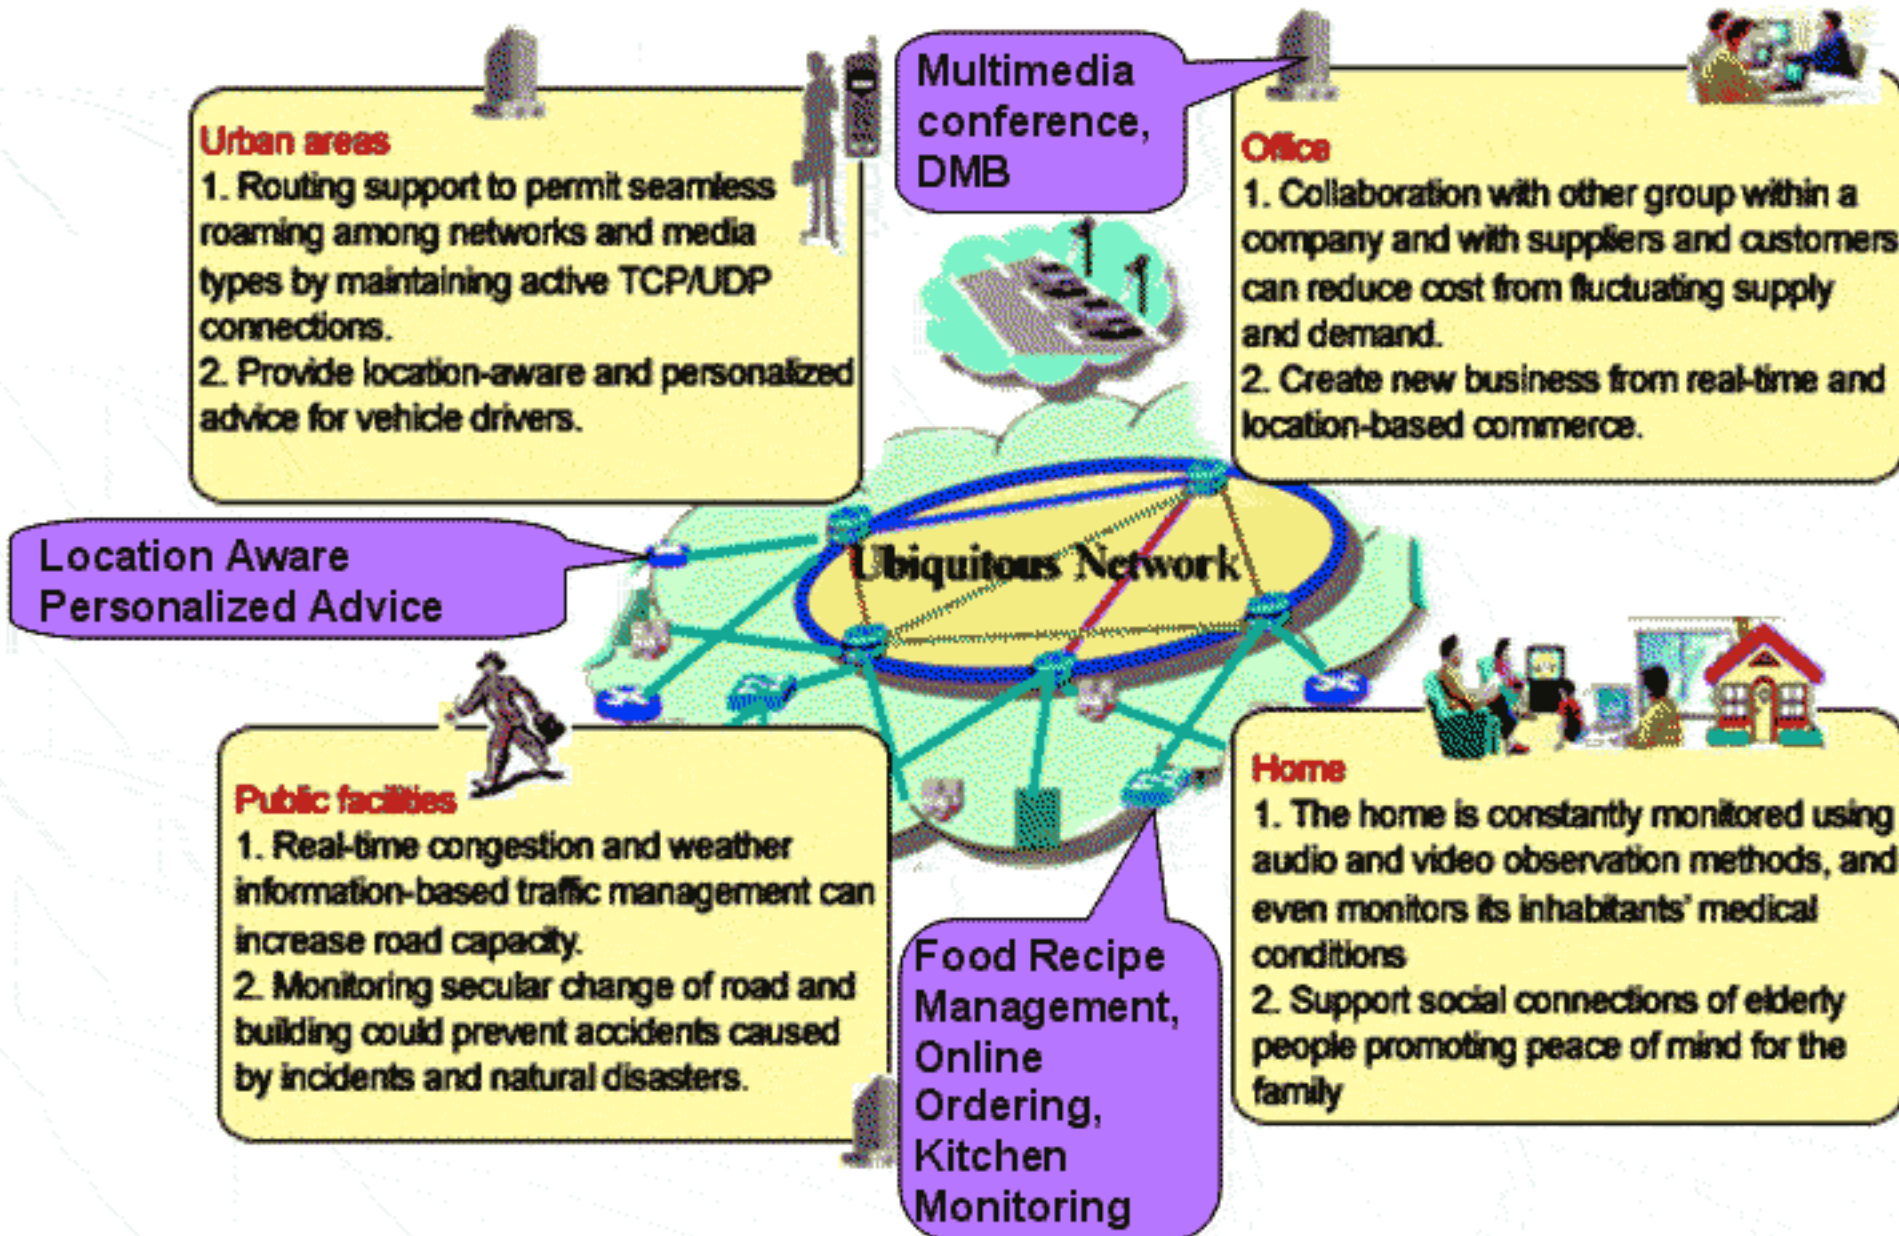 Urban areas
1. Routing support to permit seamless
roaming among networks and media
types by maintaining active TCP/UDP
connections.
2. Provide location-aware and personalized
advice for vehicle drivers.
Multimedia
conference,
DMB
Office
1. Collaboration with other group within a
company and with suppliers and customers
can reduce cost from fluctuating supply
and demand.
2. Create new business from real-time and
location-based commerce.
Location Aware
Personalized Advice
Ubiquitous Network
Public facilities
1. Real-time congestion and weather
information-based traffic management can
increase road capacity.
2. Monitoring secular change of road and
building could prevent accidents caused
by incidents and natural disasters.
Food Recipe
Management,
Online
Ordering,
Kitchen
Monitoring
Home
1. The home is constantly monitored using
audio and video observation methods, and
even monitors its inhabitants' medical
conditions
2. Support social connections of elderly
people promoting peace of mind for the
family